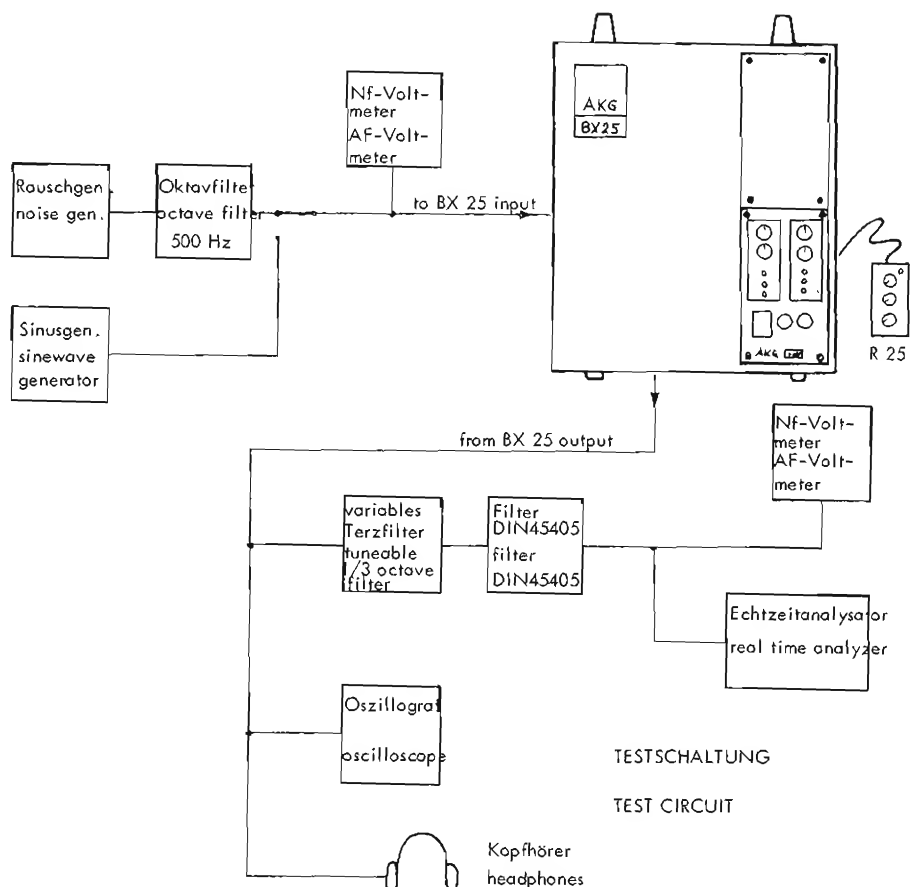 Nf-Volt-
meter
AF-Volt-
meter
AKG
BX25
Rauschgen
noise gen.
Oktavfilte
octave filter
500 Hz
to BX 25 input
Sinusgen.
sinewave
generator
AKG
R 25
from BX 25 output
Nf-Volt-
meter
AF-Volt-
meter
variables
Terzfilter
tuneable
1/3 octave
filter
Filter
DIN45405
filter
DIN45405
Echtzeitanalysator
real time analyzer
Oszillograf
oscilloscope
TESTSCHALTUNG
TEST CIRCUIT
Kopfhörer
headphones